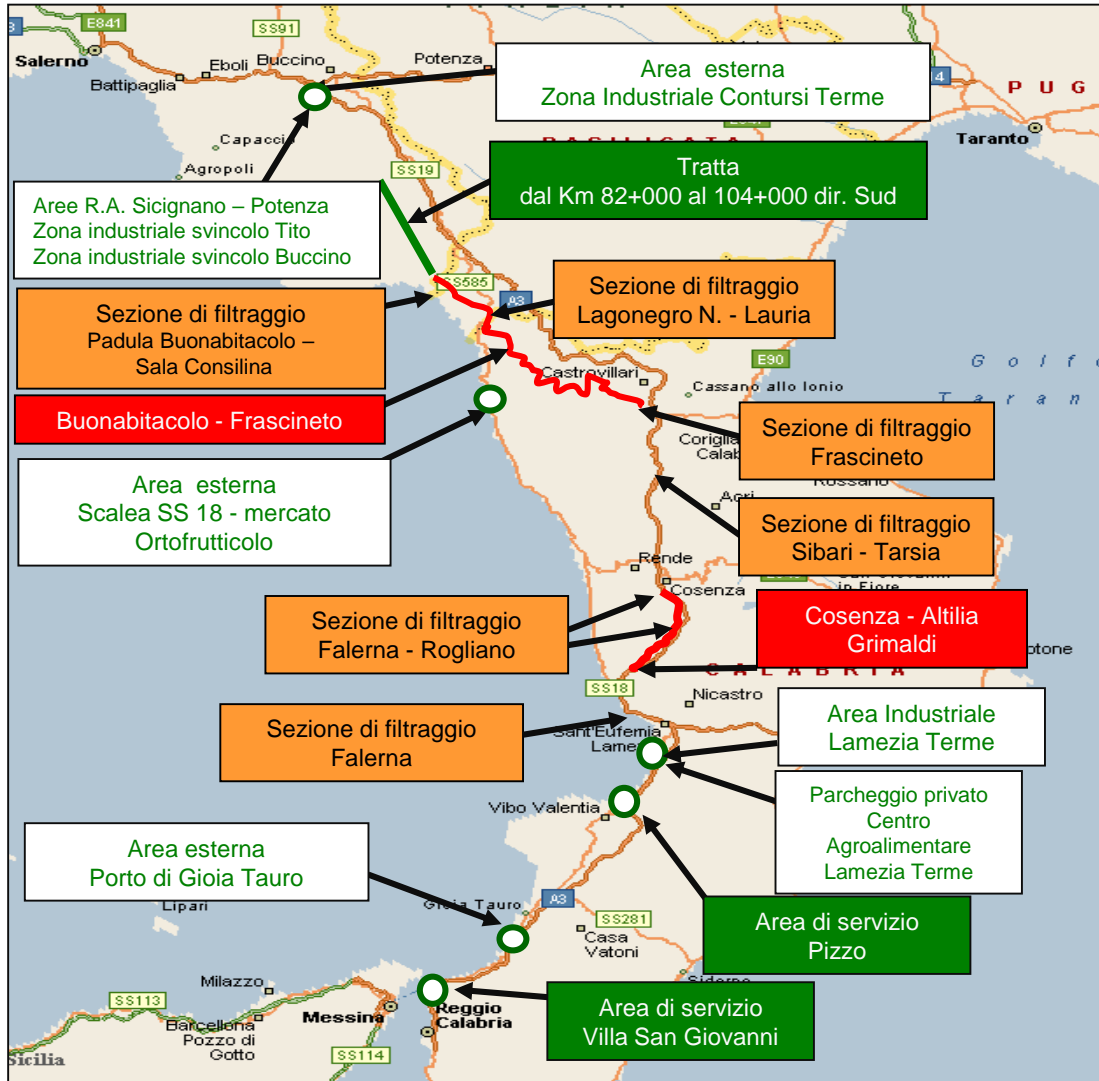 E841
SS91
Salerno
Eboli
Buccino
Potenza
Battipaglia
Area esterna
Zona Industriale Contursi Terme
P U G
Taranto
Capaccio
Agropoli
SS19
Tratta
dal Km 82+000 al 104+000 dir. Sud
Aree R.A. Sicignano – Potenza
Zona industriale svincolo Tito
Zona industriale svincolo Buccino
SS585
A3
Sezione di filtraggio
Padula Buonabitacolo –
Sala Consilina
Sezione di filtraggio
Lagonegro N. - Lauria
E90
G o l f
T a r a n
Castrovillari
Cassano allo Ionio
Buonabitacolo - Frascineto
Sezione di filtraggio
Frascineto
Area esterna
Scalea SS 18 - mercato
Ortofrutticolo
Sezione di filtraggio
Sibari - Tarsia
Rende
Cosenza
in Fiore
Sezione di filtraggio
Falerna - Rogliano
Cosenza - Altilia
Grimaldi
C A L A B R I A
SS18
Nicastro
Sant'Eufemia
Sezione di filtraggio
Falerna
Area Industriale
Lamezia Terme
Vibo Valentia
Parcheggio privato
Centro
Agroalimentare
Lamezia Terme
Area esterna
Porto di Gioia Tauro
Lipari
Gioia Tauro
A3
SS281
Casa
Vatoni
Area di servizio
Pizzo
Milazzo
SS113
Messina
Reggio
Calabria
Barcellona
Pozzo di
Gotto
SS114
Sicilia
Area di servizio
Villa San Giovanni